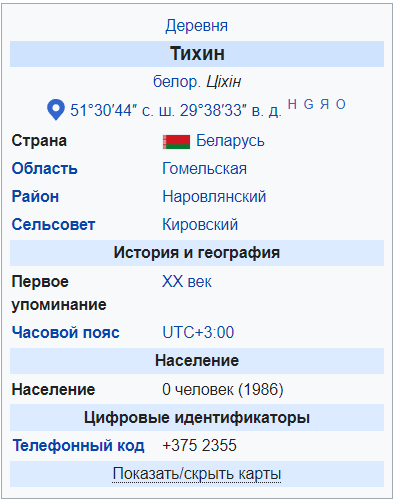 Деревня
Тихин
белор. Ціхін
51°30′44″ с. ш. 29°38′33″ в. д. H G Я O
Страна Беларусь
Область Гомельская
Район Наровлянский
Сельсовет Кировский
История и география
Первое XX век
упоминание
Часовой пояс UTC+3:00
Население
Население 0 человек (1986)
Цифровые идентификаторы
Телефонный код +375 2355
Показать/скрыть карты